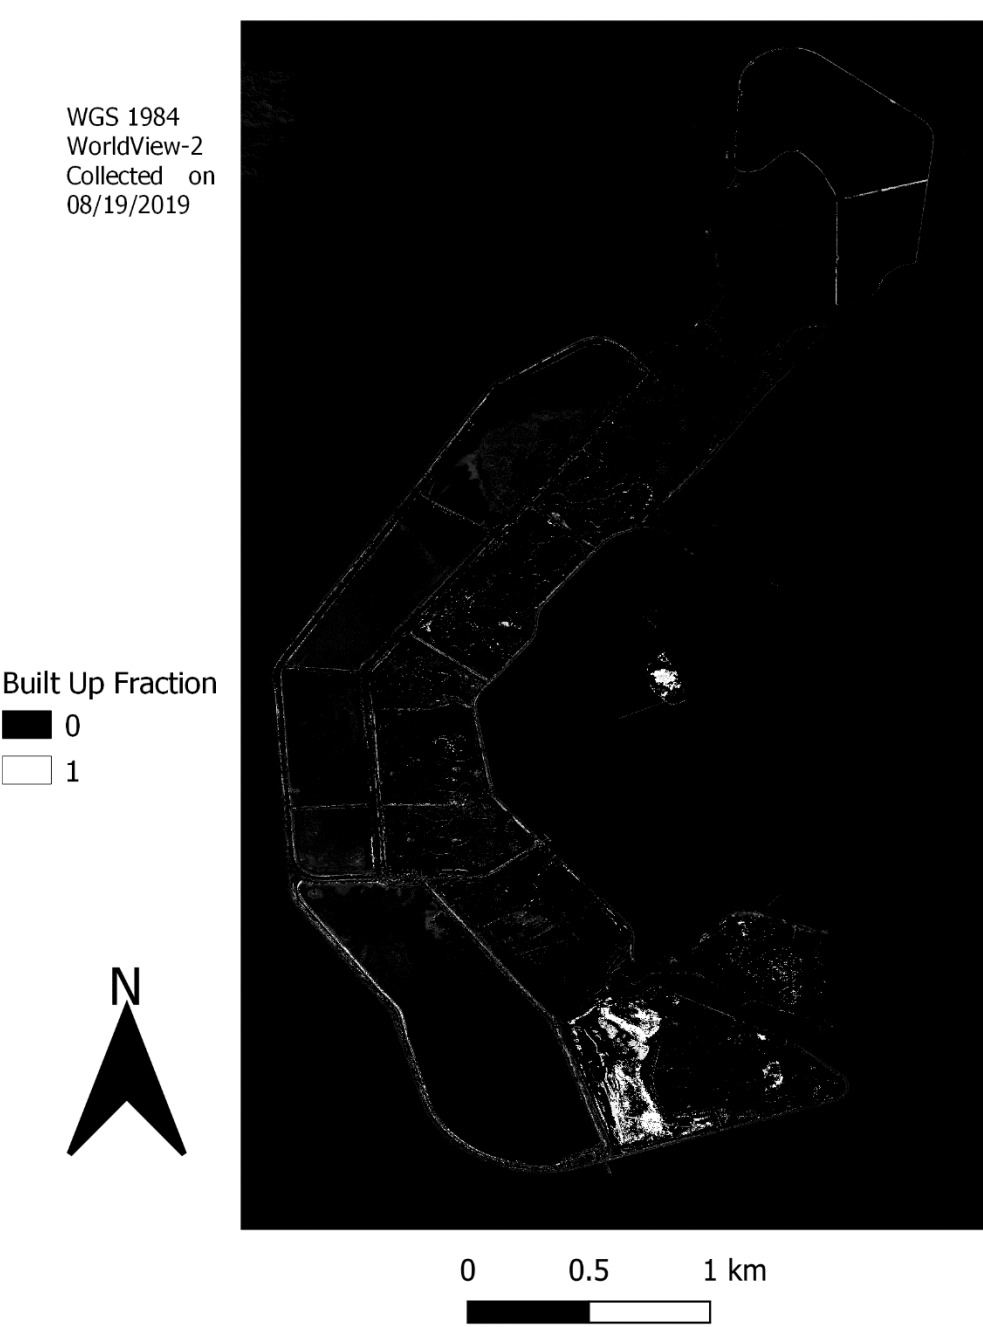 WGS 1984
WorldView-2
Collected on
08/19/2019
Built Up Fraction
0
1
N
0 0.5 1 km